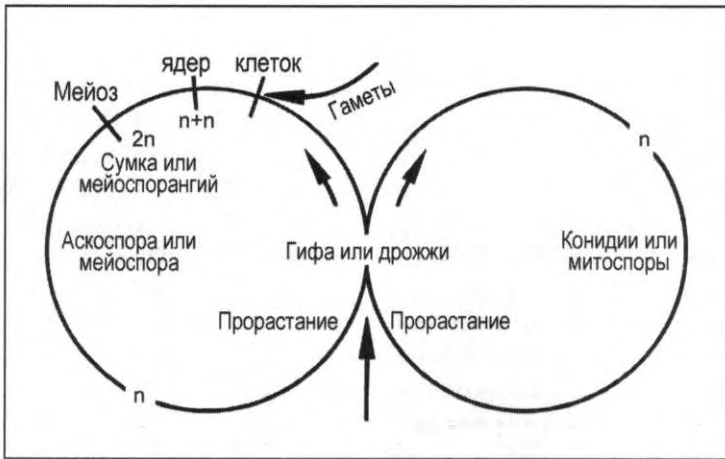 ядер
клеток
Мейоз
Гаметы
n+n
2n
n
Сумка или
мейоспорангий
Аскоспора или
мейоспора
Гифа или дрожжи
Конидии или
митоспоры
Прорастание
Прорастание
n